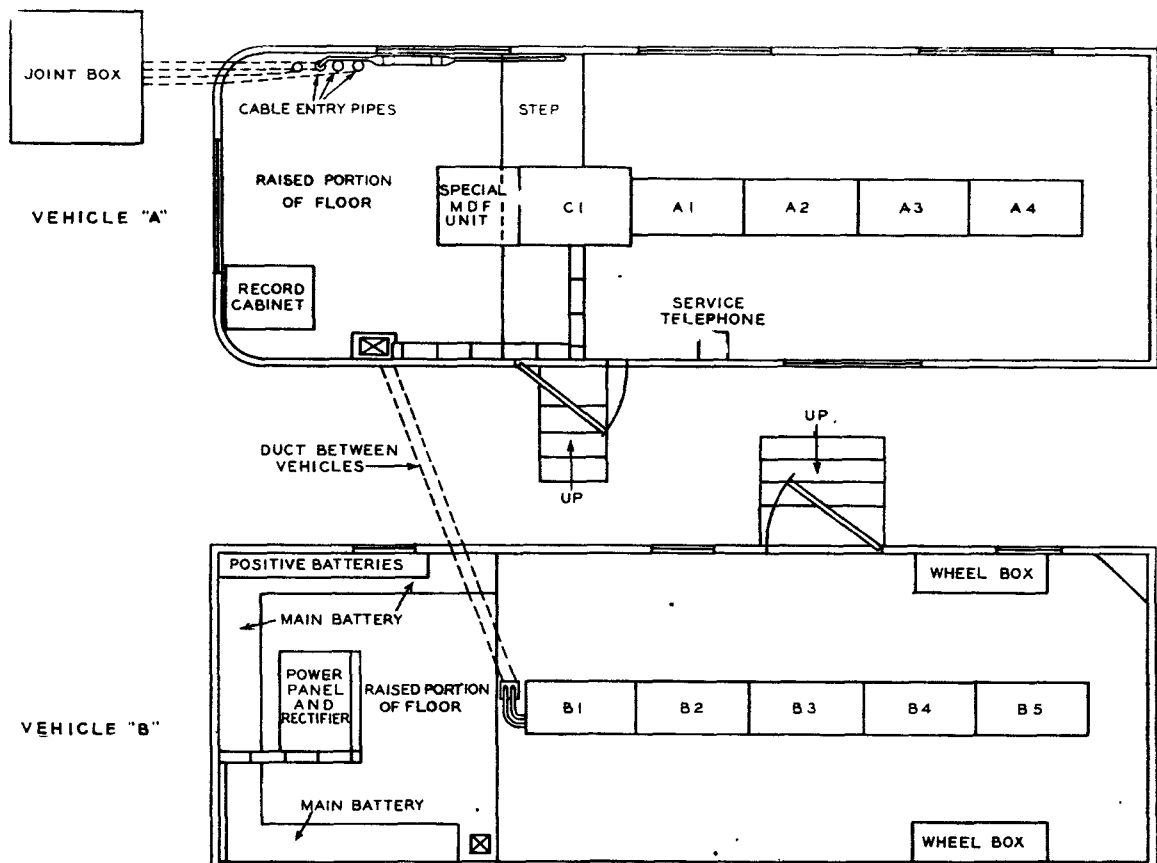 JOINT BOX
CABLE ENTRY PIPES
STEP
RAISED PORTION
OF FLOOR
SPECIAL
MDF
UNIT
C1
A1
A2
A3
A4
VEHICLE "A"
RECORD
CABINET
SERVICE
TELEPHONE
UP
DUCT BETWEEN
VEHICLES
UP
POSITIVE BATTERIES
WHEEL BOX
MAIN BATTERY
POWER
PANEL
AND
RECTIFIER
RAISED PORTION
OF FLOOR
B1
B2
B3
B4
B5
VEHICLE "B"
MAIN BATTERY
WHEEL BOX